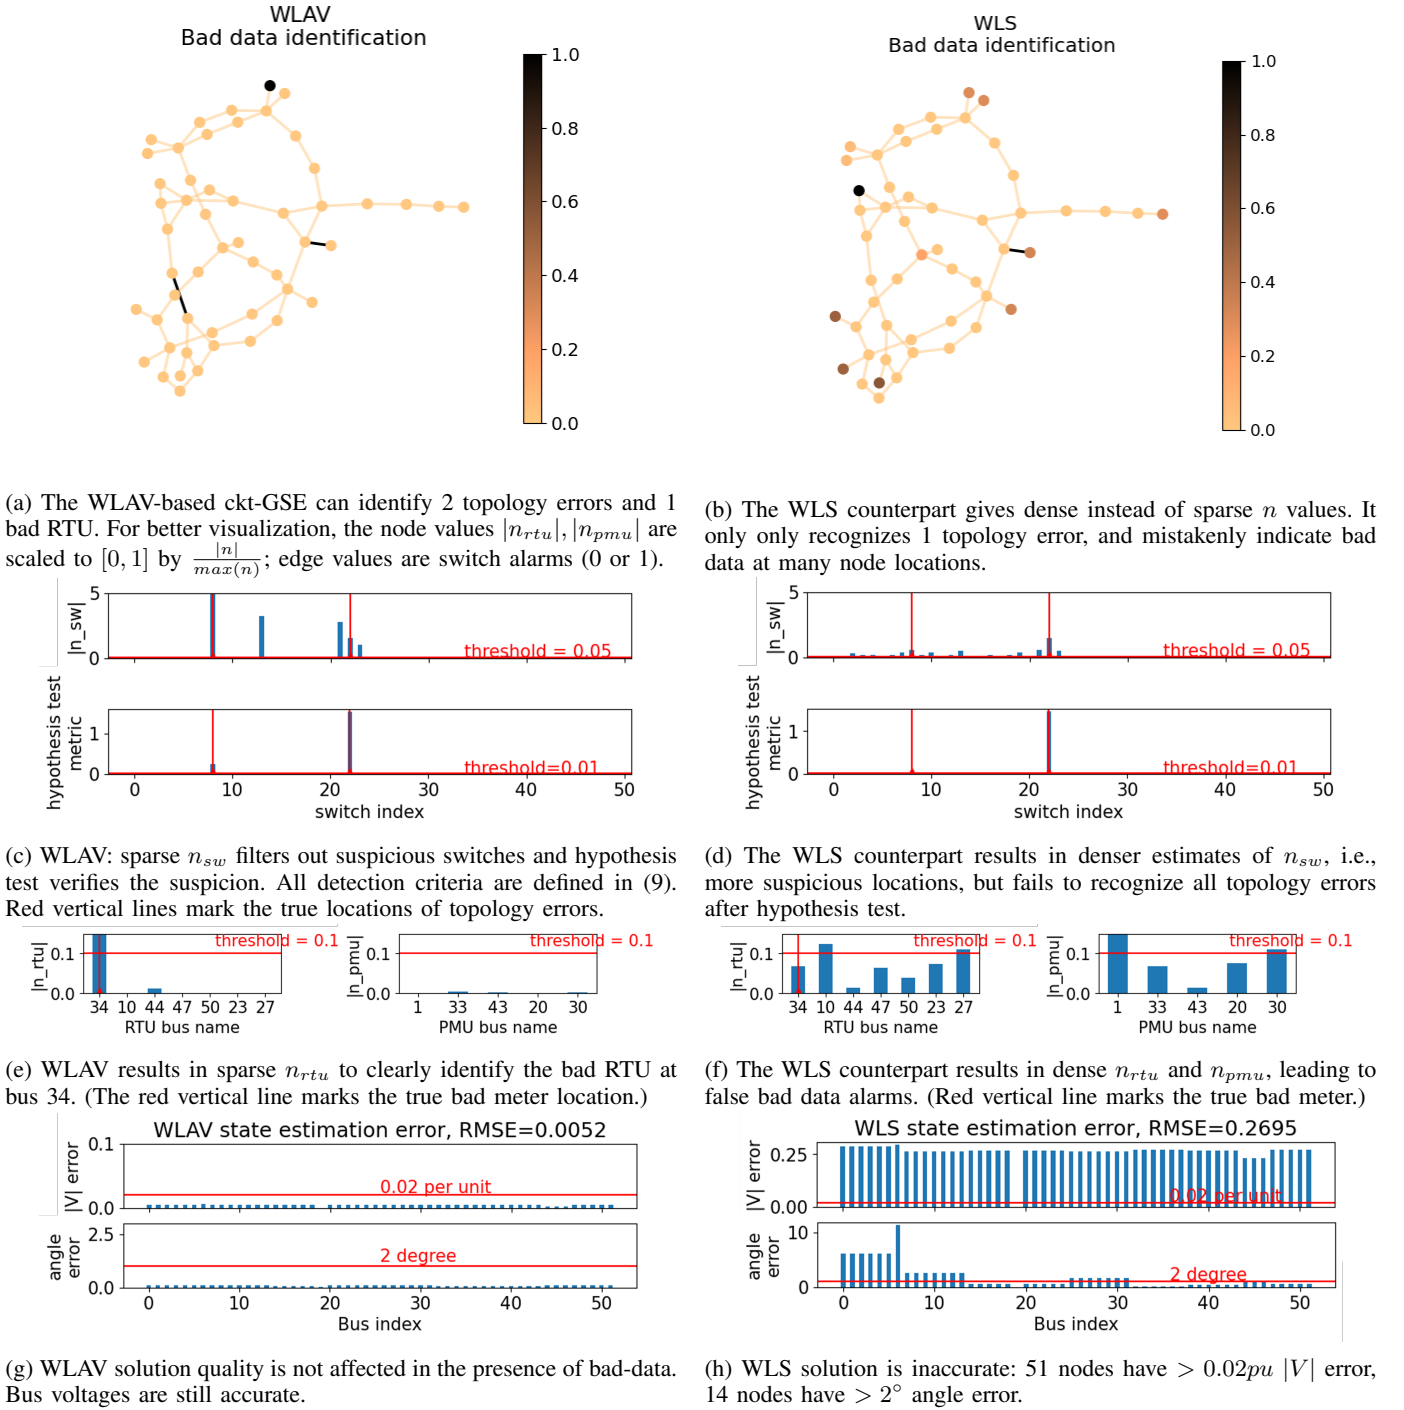 WLAV
Bad data identification
1.0
0.8
0.6
0.4
0.2
0.0
WLS
Bad data identification
1.0
0.8
0.6
0.4
0.2
0.0
(a) The WLAV-based ckt-GSE can identify 2 topology errors and 1
bad RTU. For better visualization, the node values |n_{rtu}|, |n_{pmu}| are
scaled to [0, 1] by \frac{|n|}{max(n)}; edge values are switch alarms (0 or 1).
(b) The WLS counterpart gives dense instead of sparse n values. It
only only recognizes 1 topology error, and mistakenly indicate bad
data at many node locations.
|n_sw|
5
0
threshold = 0.05
hypothesis test
metric
1
0
threshold=0.01
0 10 20 30 40 50
switch index
|n_sw|
5
0
threshold = 0.05
hypothesis test
metric
1
0
threshold=0.01
0 10 20 30 40 50
switch index
(c) WLAV: sparse n_{sw} filters out suspicious switches and hypothesis
test verifies the suspicion. All detection criteria are defined in (9).
Red vertical lines mark the true locations of topology errors.
(d) The WLS counterpart results in denser estimates of n_{sw}, i.e.,
more suspicious locations, but fails to recognize all topology errors
after hypothesis test.
|n_rtu|
0.1
0.0
threshold = 0.1
34 10 44 47 50 23 27
RTU bus name
|n_pmu|
0.1
0.0
threshold = 0.1
1 33 43 20 30
PMU bus name
|n_rtu|
0.1
0.0
threshold = 0.1
34 10 44 47 50 23 27
RTU bus name
|n_pmu|
0.1
0.0
threshold = 0.1
1 33 43 20 30
PMU bus name
(e) WLAV results in sparse n_{rtu} to clearly identify the bad RTU at
bus 34. (The red vertical line marks the true bad meter location.)
(f) The WLS counterpart results in dense n_{rtu} and n_{pmu}, leading to
false bad data alarms. (Red vertical line marks the true bad meter.)
WLAV state estimation error, RMSE=0.0052
|V| error
0.1
0.0
0.02 per unit
angle
error
2.5
0.0
2 degree
0 10 20 30 40 50
Bus index
WLS state estimation error, RMSE=0.2695
|V| error
0.25
0.00
0.02 per unit
angle
error
10
0
2 degree
0 10 20 30 40 50
Bus index
(g) WLAV solution quality is not affected in the presence of bad-data.
Bus voltages are still accurate.
(h) WLS solution is inaccurate: 51 nodes have > 0.02pu |V| error,
14 nodes have > 2° angle error.